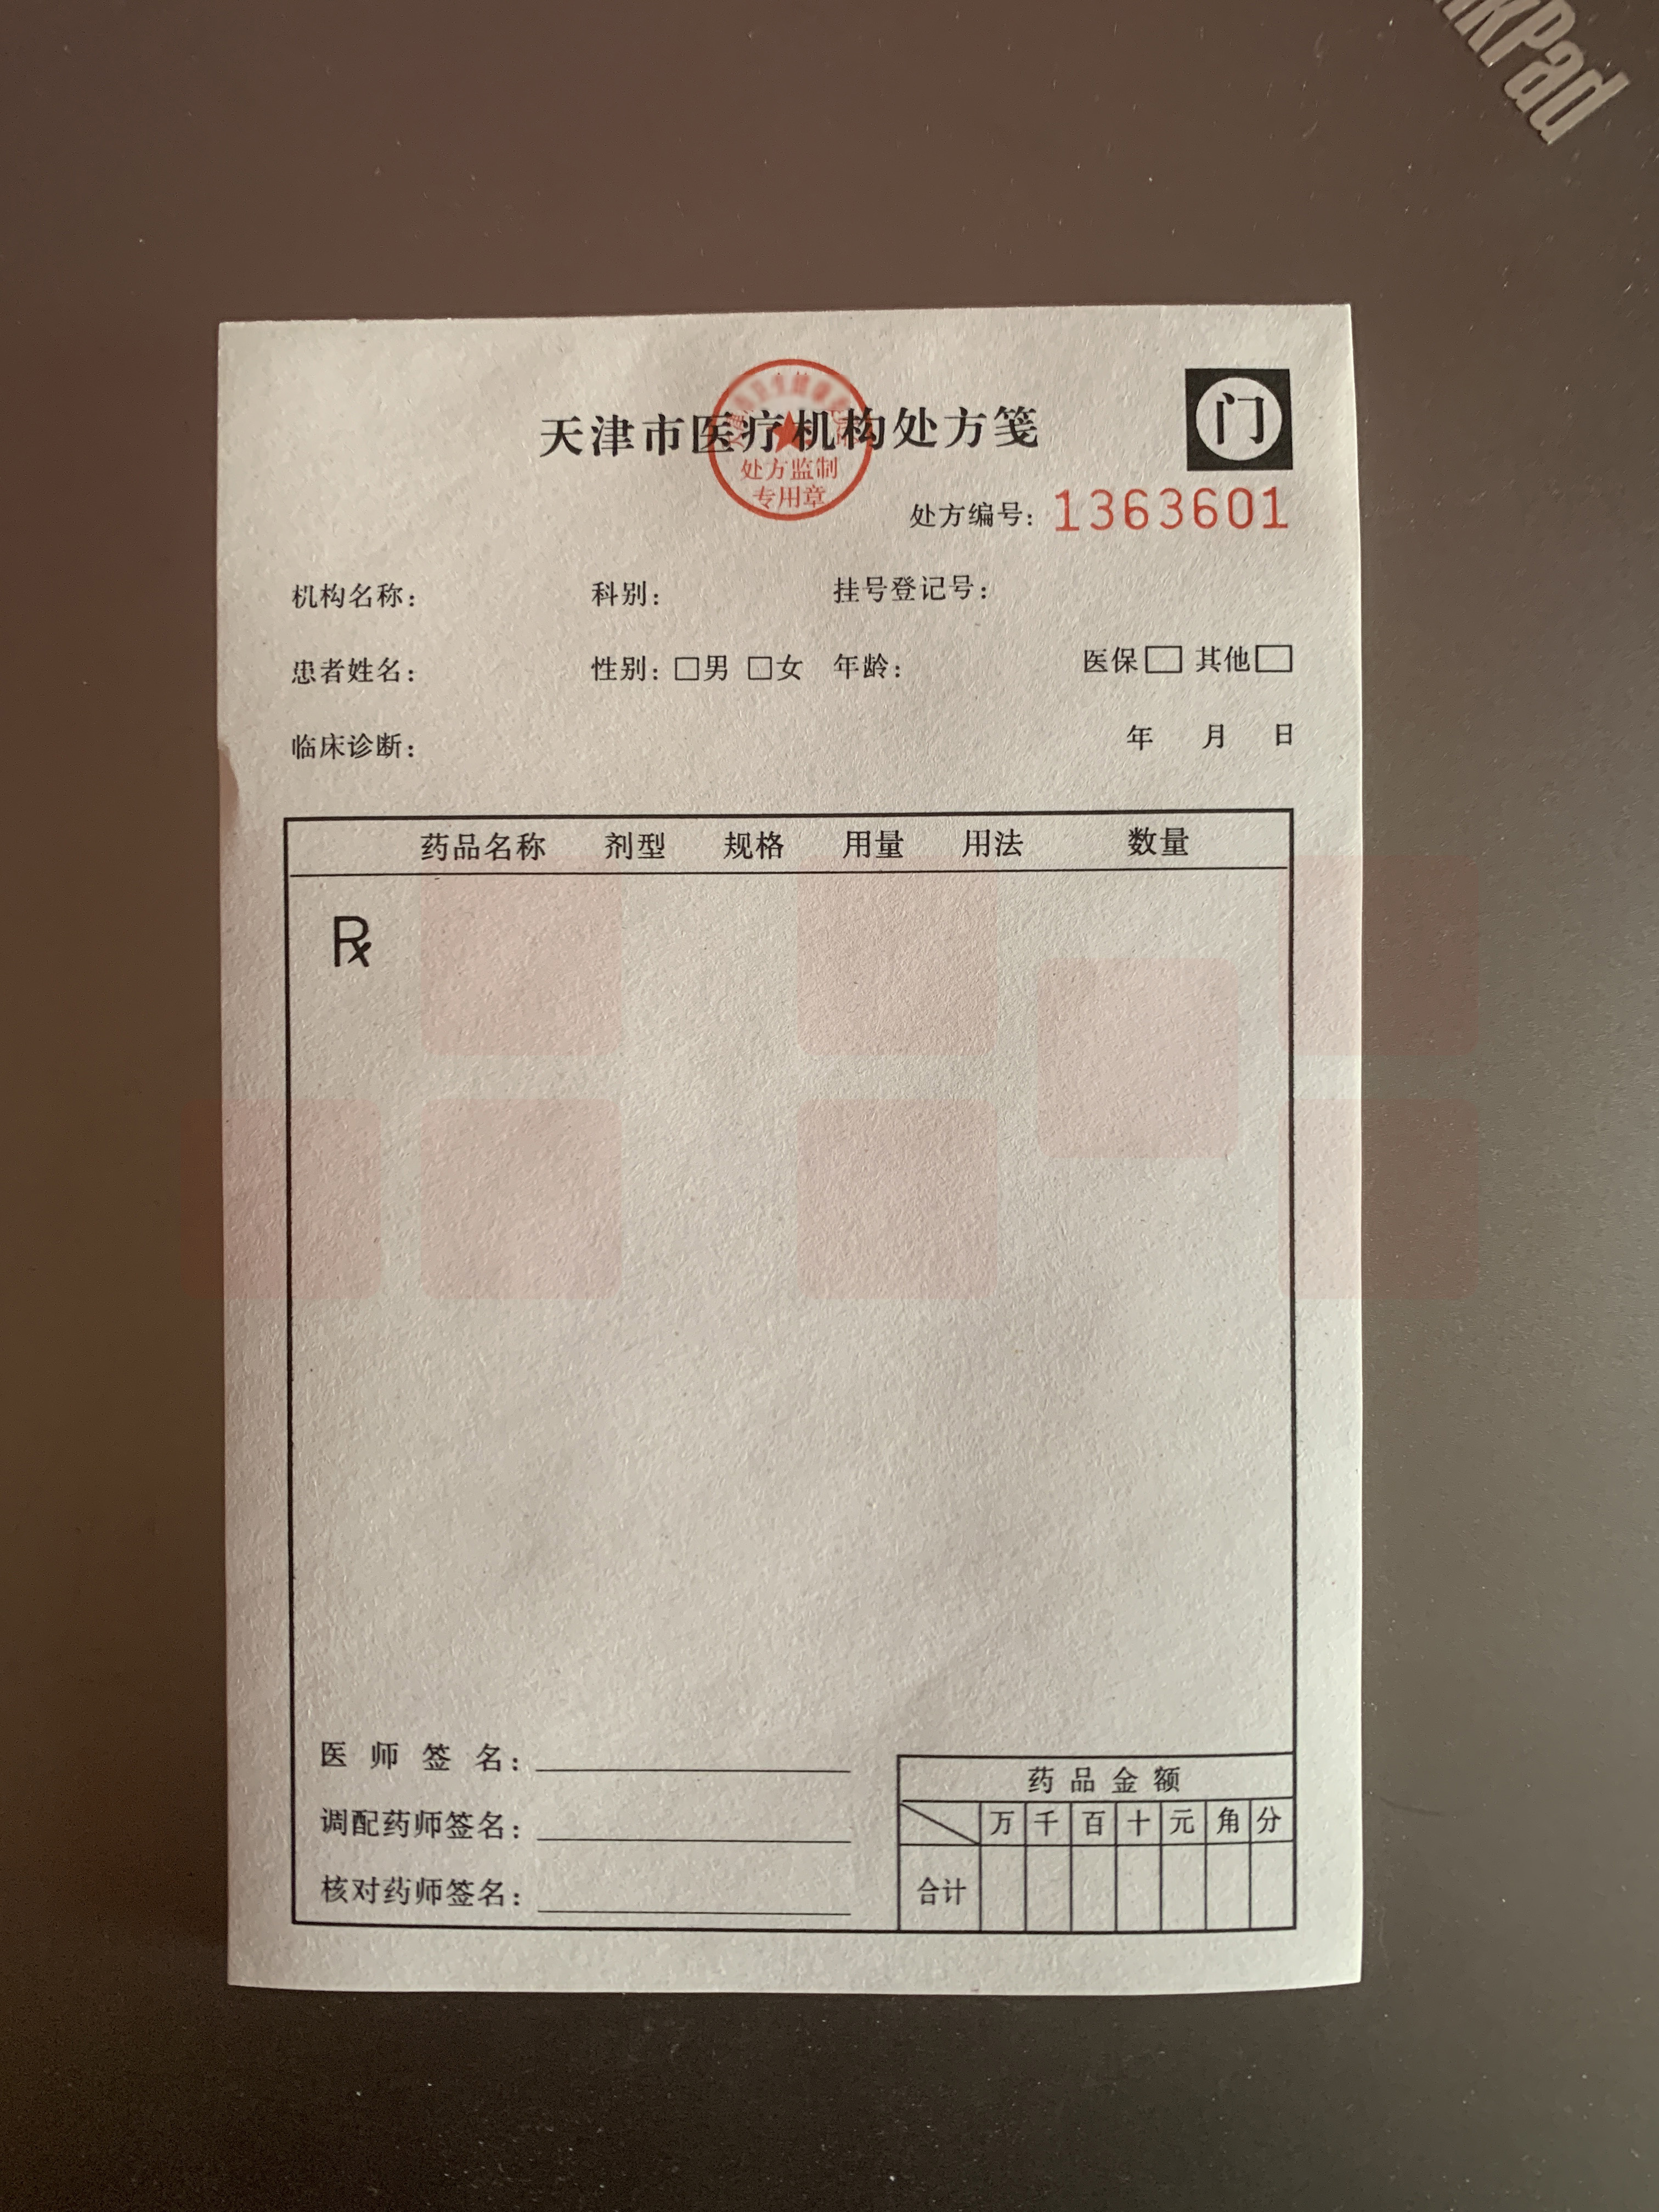 nkPad
天津市医疗机构处方笺
门
处方监制
专用章
处方编号：1363601
机构名称： 科别： 挂号登记号：
患者姓名： 性别：□男 □女 年龄： 医保□ 其他□
临床诊断： 年 月 日
药品名称 剂型 规格 用量 用法 数量
℞
医师签名：
调配药师签名：
核对药师签名：
药品金额
万 千 百 十 元 角 分
合计